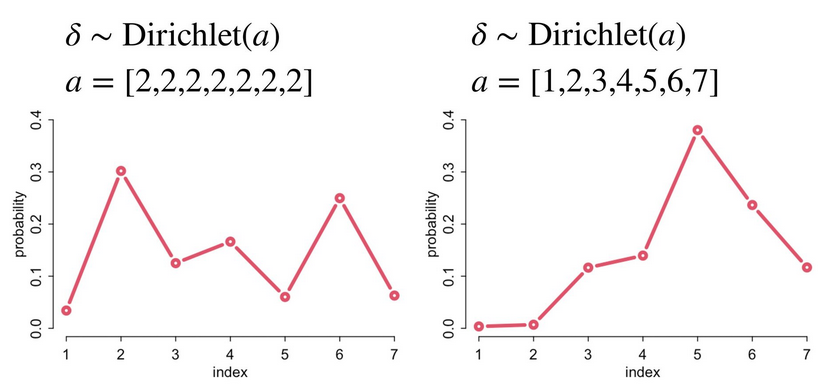 δ ~ Dirichlet(a)
a = [2,2,2,2,2,2,2]
0.4
0.3
0.2
0.1
0.0
probability
1 2 3 4 5 6 7
index
δ ~ Dirichlet(a)
a = [1,2,3,4,5,6,7]
0.4
0.3
0.2
0.1
0.0
probability
1 2 3 4 5 6 7
index